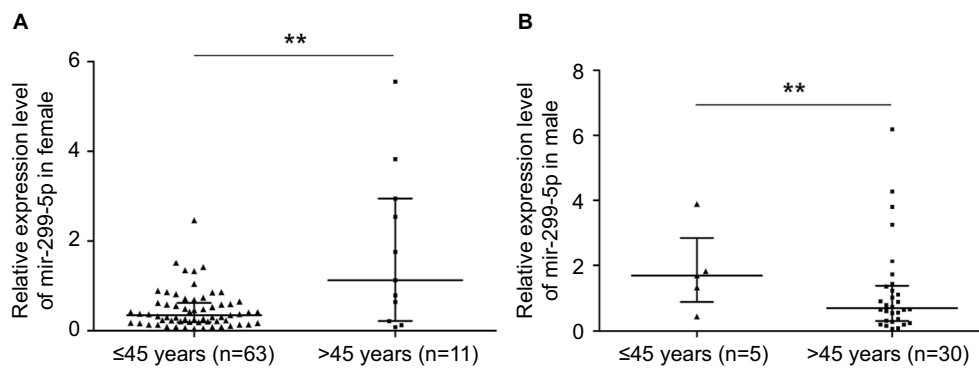 A
**
Relative expression level
of mir-299-5p in female
6
4
2
0
≤45 years (n=63)
>45 years (n=11)
B
**
Relative expression level
of mir-299-5p in male
8
6
4
2
0
≤45 years (n=5)
>45 years (n=30)